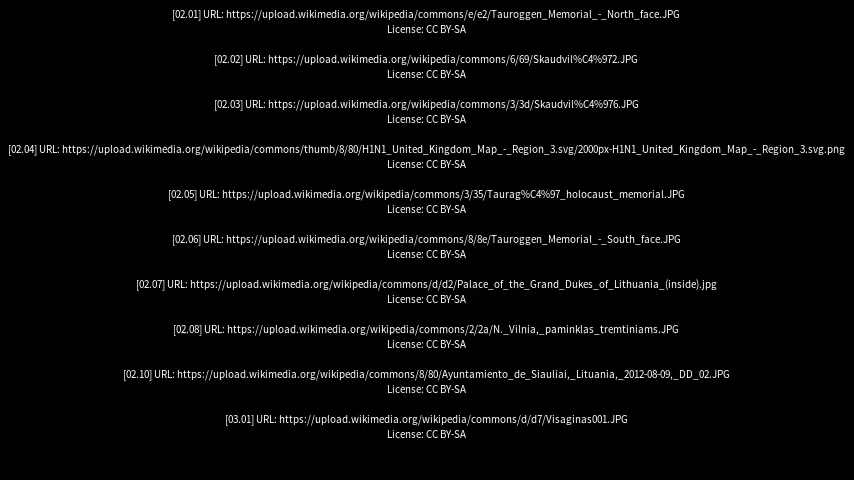 [02.01] URL: https://upload.wikimedia.org/wikipedia/commons/e/e2/Tauroggen_Memorial_-_North_face.JPG
License: CC BY-SA
[02.02] URL: https://upload.wikimedia.org/wikipedia/commons/6/69/Skaudvil%C4%972.JPG
License: CC BY-SA
[02.03] URL: https://upload.wikimedia.org/wikipedia/commons/3/3d/Skaudvil%C4%976.JPG
License: CC BY-SA
[02.04] URL: https://upload.wikimedia.org/wikipedia/commons/thumb/8/80/H1N1_United_Kingdom_Map_-_Region_3.svg/2000px-H1N1_United_Kingdom_Map_-_Region_3.svg.png
License: CC BY-SA
[02.05] URL: https://upload.wikimedia.org/wikipedia/commons/3/35/Taurag%C4%97_holocaust_memorial.JPG
License: CC BY-SA
[02.06] URL: https://upload.wikimedia.org/wikipedia/commons/8/8e/Tauroggen_Memorial_-_South_face.JPG
License: CC BY-SA
[02.07] URL: https://upload.wikimedia.org/wikipedia/commons/d/d2/Palace_of_the_Grand_Dukes_of_Lithuania_(inside).jpg
License: CC BY-SA
[02.08] URL: https://upload.wikimedia.org/wikipedia/commons/2/2a/N._Vilnia,_paminklas_tremtiniams.JPG
License: CC BY-SA
[02.10] URL: https://upload.wikimedia.org/wikipedia/commons/8/80/Ayuntamiento_de_Siauliai,_Lituania,_2012-08-09,_DD_02.JPG
License: CC BY-SA
[03.01] URL: https://upload.wikimedia.org/wikipedia/commons/d/d7/Visaginas001.JPG
License: CC BY-SA